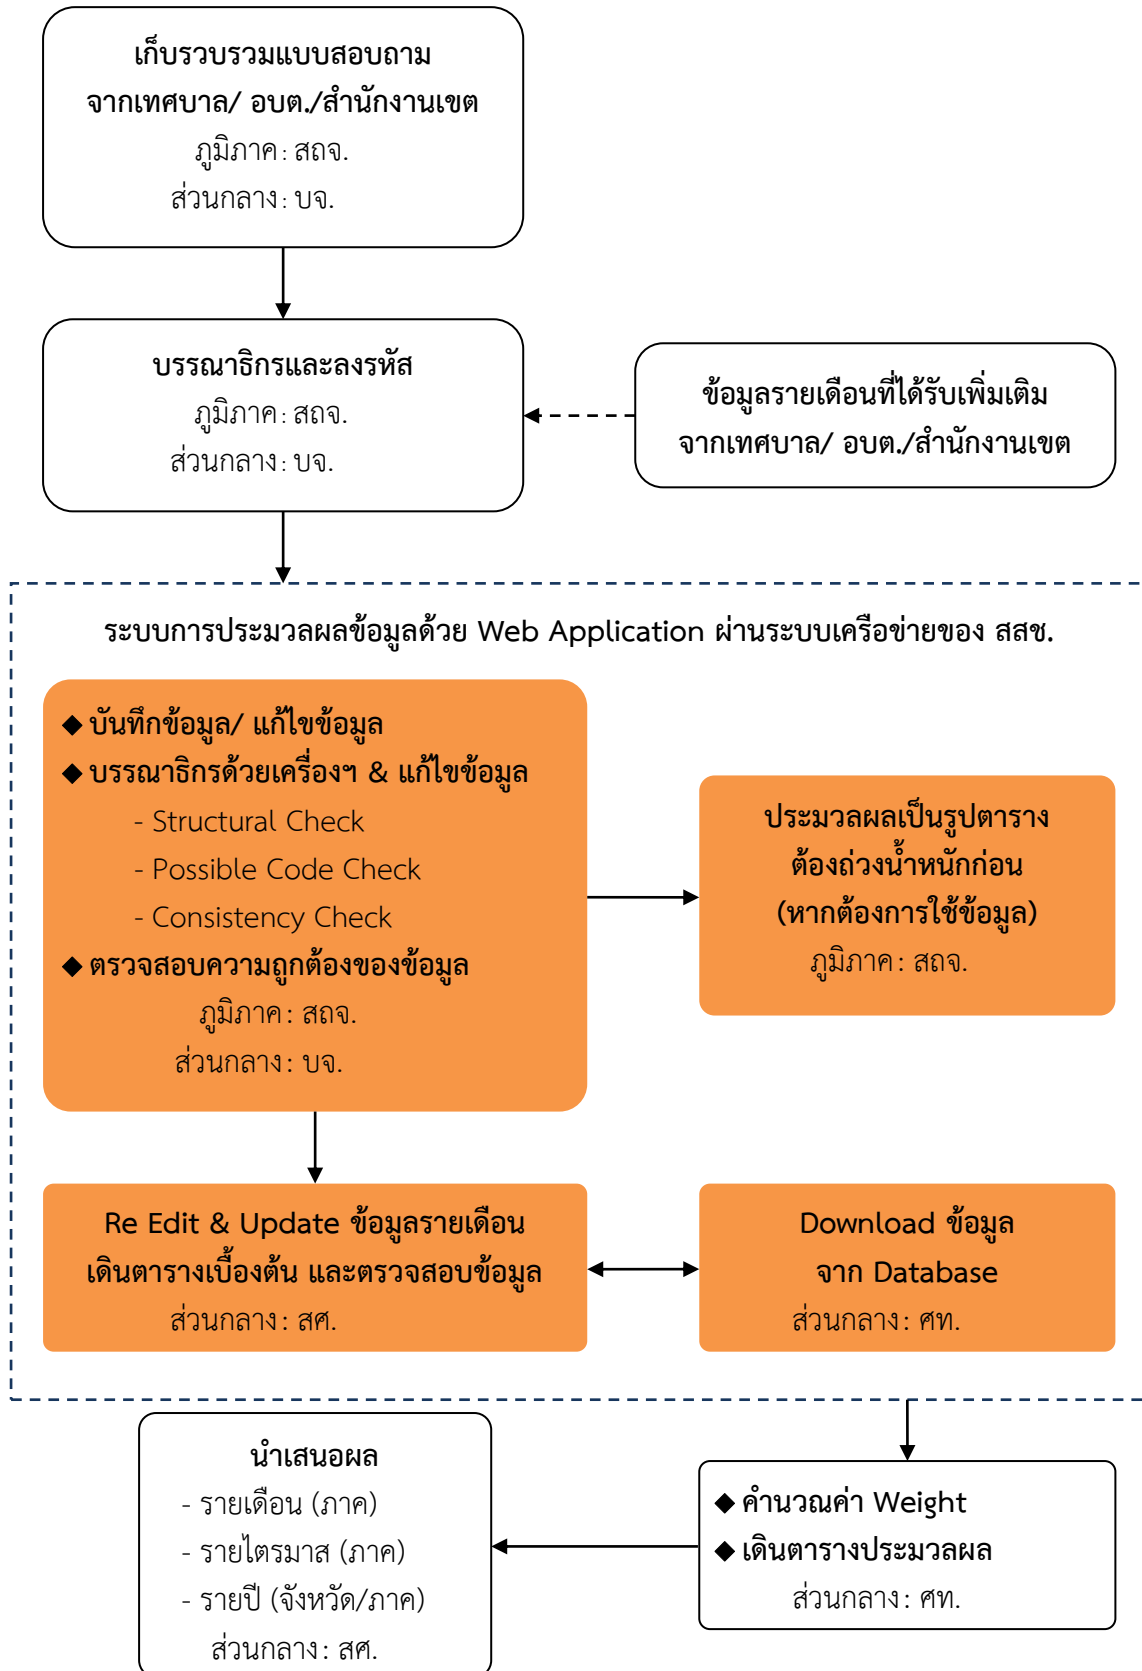 เก็บรวบรวมแบบสอบถาม
จากเทศบาล/ อบต./สำนักงานเขต
ภูมิภาค : สถจ.
ส่วนกลาง : บจ.
บรรณาธิกรและลงรหัส
ภูมิภาค : สถจ.
ส่วนกลาง : บจ.
ข้อมูลรายเดือนที่ได้รับเพิ่มเติม
จากเทศบาล/ อบต./สำนักงานเขต
ระบบการประมวลผลข้อมูลด้วย Web Application ผ่านระบบเครือข่ายของ สสช.
◆ บันทึกข้อมูล/ แก้ไขข้อมูล
◆ บรรณาธิกรด้วยเครื่องฯ & แก้ไขข้อมูล
- Structural Check
- Possible Code Check
- Consistency Check
◆ ตรวจสอบความถูกต้องของข้อมูล
ภูมิภาค : สถจ.
ส่วนกลาง : บจ.
ประมวลผลเป็นรูปตาราง
ต้องถ่วงน้ำหนักก่อน
(หากต้องการใช้ข้อมูล)
ภูมิภาค : สถจ.
Re Edit & Update ข้อมูลรายเดือน
เดินตารางเบื้องต้น และตรวจสอบข้อมูล
ส่วนกลาง : สศ.
Download ข้อมูล
จาก Database
ส่วนกลาง : ศท.
นำเสนอผล
- รายเดือน (ภาค)
- รายไตรมาส (ภาค)
- รายปี (จังหวัด/ภาค)
ส่วนกลาง : สศ.
◆ คำนวณค่า Weight
◆ เดินตารางประมวลผล
ส่วนกลาง : ศท.